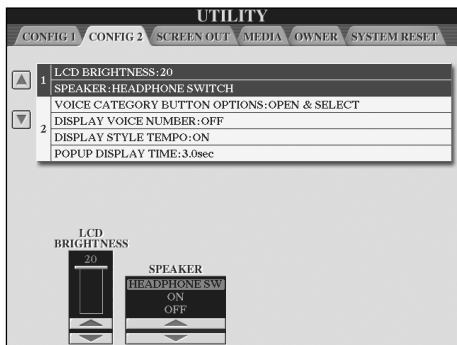 UTILITY
CONFIG 1 CONFIG 2 SCREEN OUT MEDIA OWNER SYSTEM RESET
1 LCD BRIGHTNESS:20
SPEAKER:HEADPHONE SWITCH
2 VOICE CATEGORY BUTTON OPTIONS:OPEN & SELECT
DISPLAY VOICE NUMBER:OFF
DISPLAY STYLE TEMPO:ON
POPUP DISPLAY TIME:3.0sec
LCD
BRIGHTNESS
20
SPEAKER
HEADPHONE SW
ON
OFF